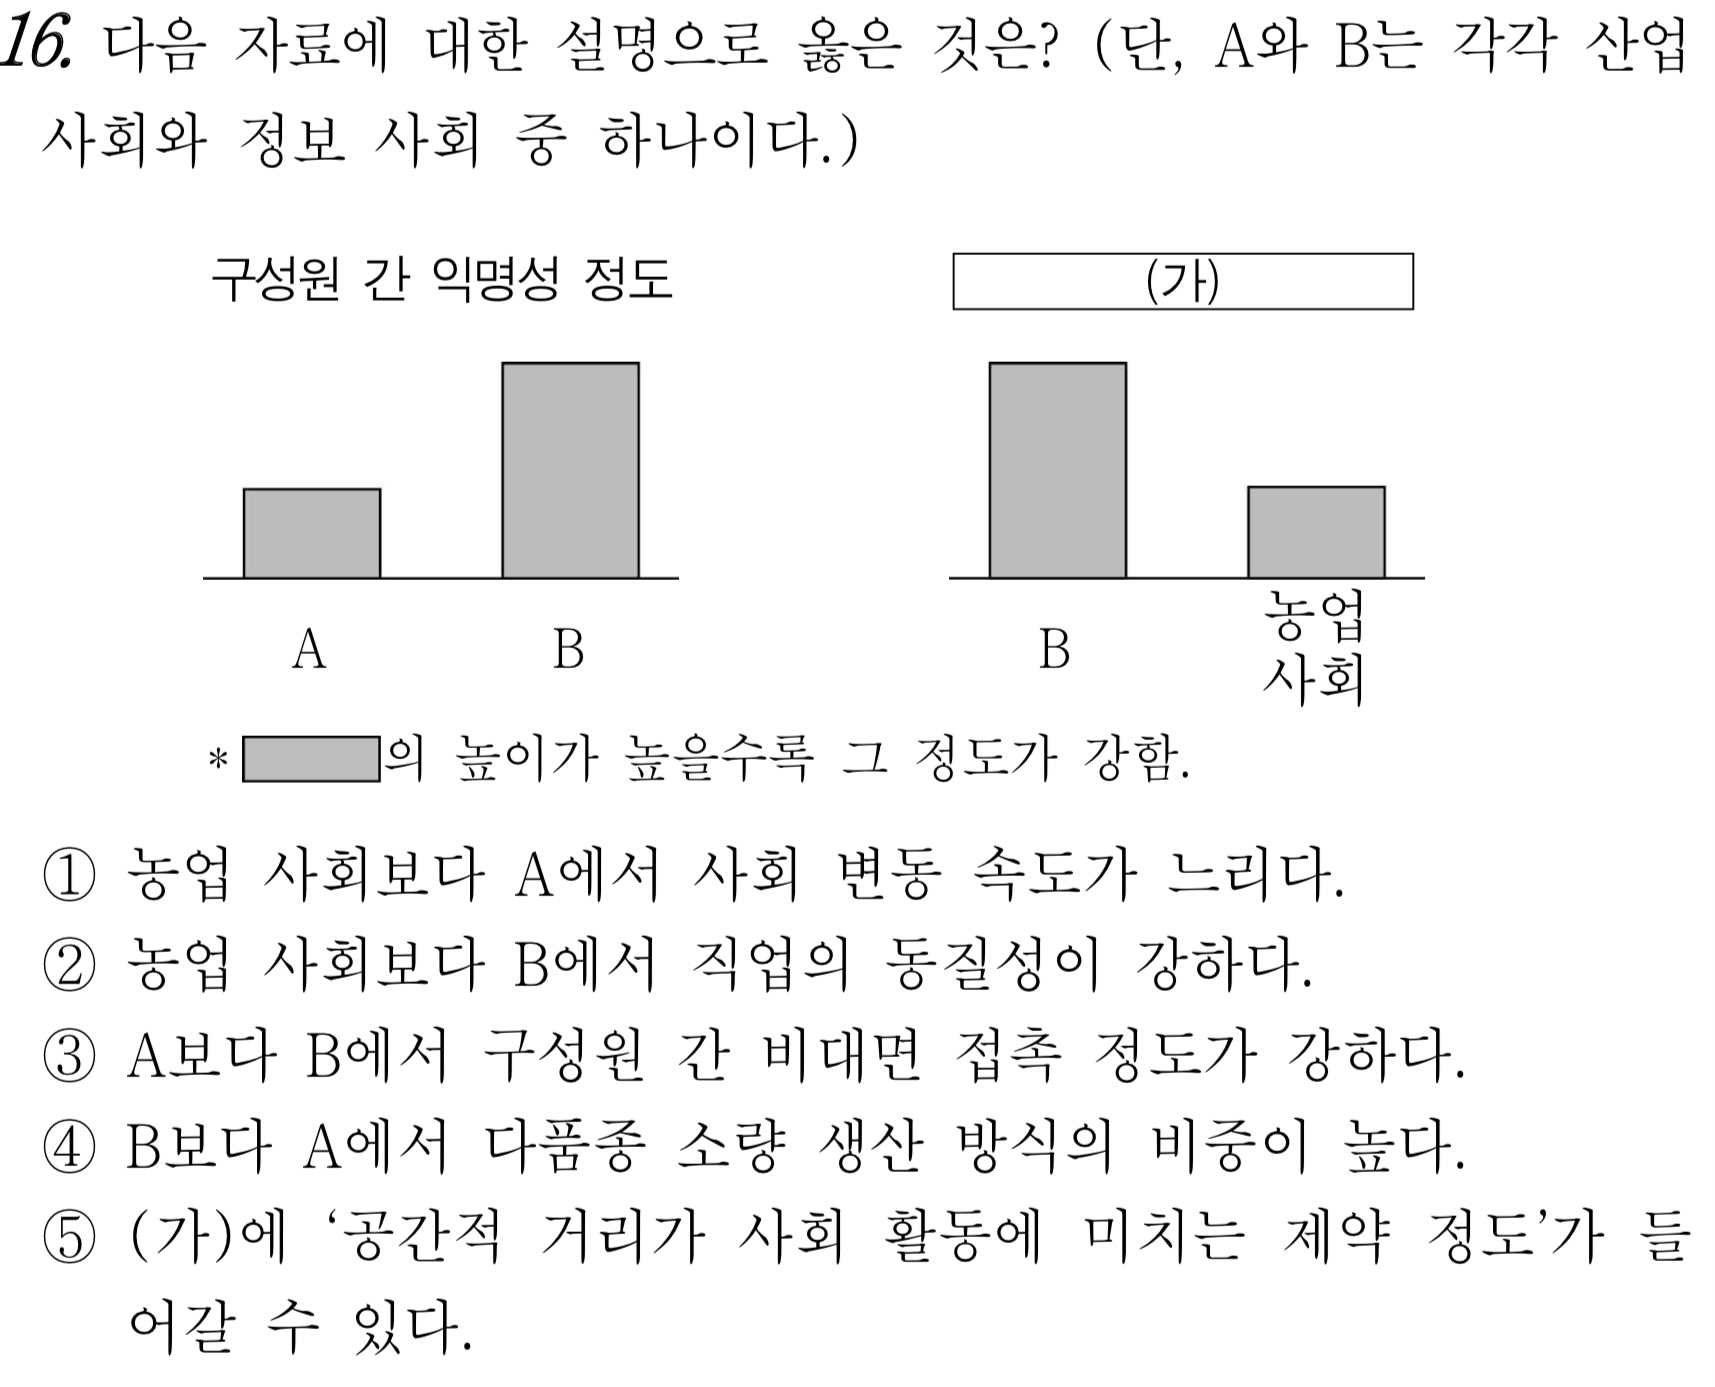 16. 다음 자료에 대한 설명으로 옳은 것은? (단, A와 B는 각각 산업
사회와 정보 사회 중 하나이다.)
구성원 간 익명성 정도
(가)
A
B
B
농업
사회
*의 높이가 높을수록 그 정도가 강함.
① 농업 사회보다 A에서 사회 변동 속도가 느리다.
② 농업 사회보다 B에서 직업의 동질성이 강하다.
③ A보다 B에서 구성원 간 비대면 접촉 정도가 강하다.
④ B보다 A에서 다품종 소량 생산 방식의 비중이 높다.
⑤ (가)에 ‘공간적 거리가 사회 활동에 미치는 제약 정도’가 들
어갈 수 있다.